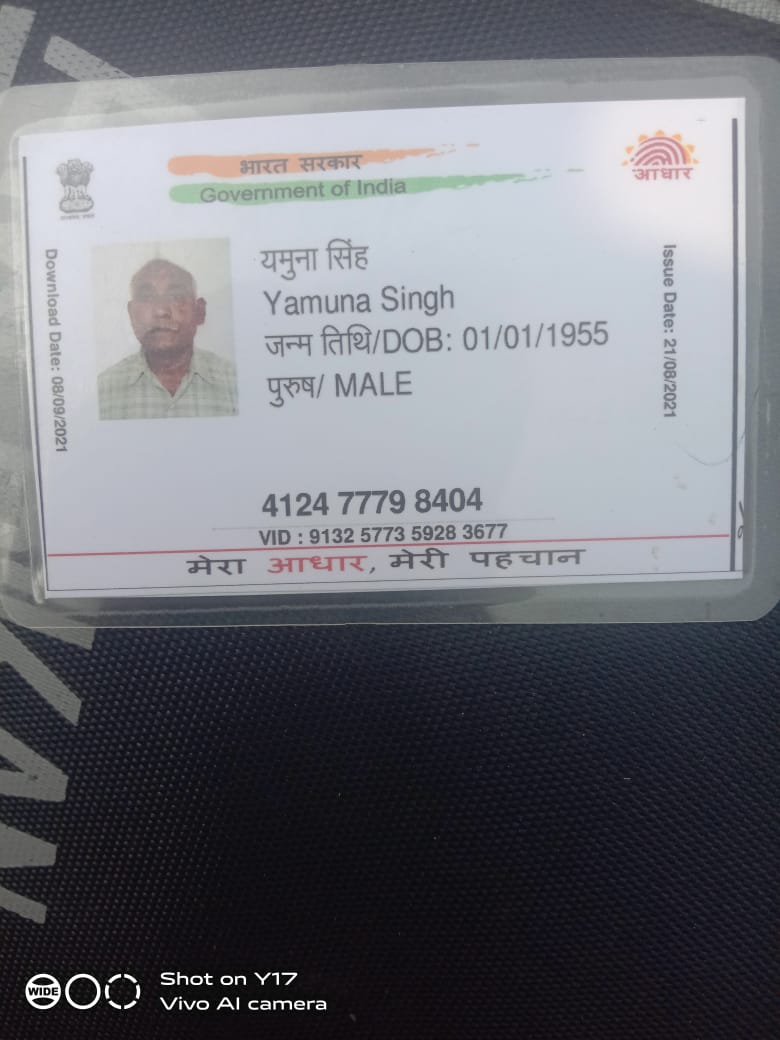 भारत सरकार
Government of India
आधार
Download Date: 08/09/2021
यमुना सिंह
Yamuna Singh
जन्म तिथि/DOB: 01/01/1955
पुरुष/ MALE
Issue Date: 21/08/2021
4124 7779 8404
VID : 9132 5773 5928 3677
मेरा आधार, मेरी पहचान
WIDE
Shot on Y17
Vivo AI camera